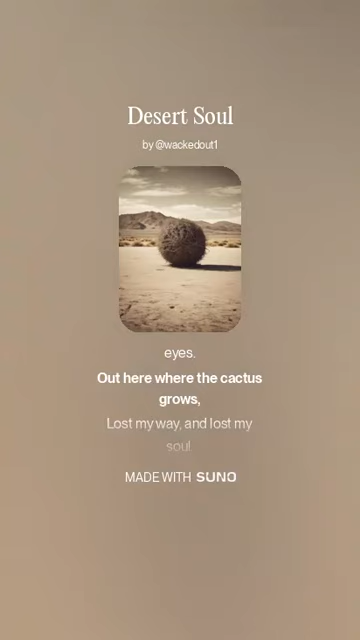 Desert Soul
by @wackedout1
eyes.
Out here where the cactus
grows,
Lost my way, and lost my
soul
MADE WITH SUNO